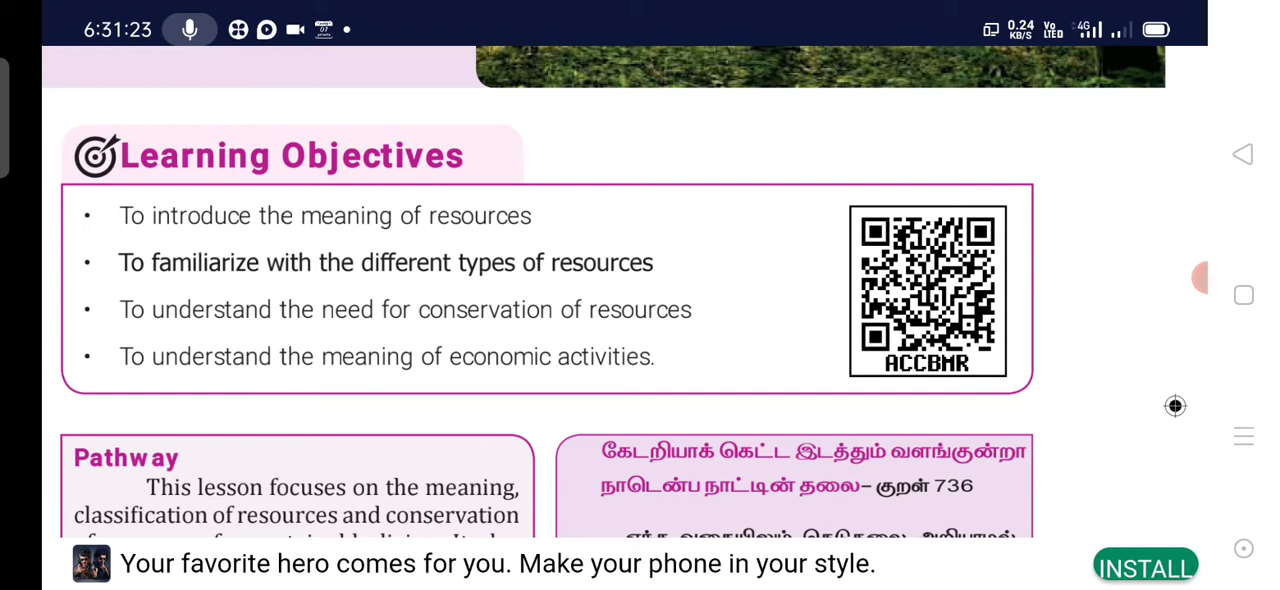 6:31:23
0.24 KB/S Vo LTED 4G
Learning Objectives
• To introduce the meaning of resources
• To familiarize with the different types of resources
• To understand the need for conservation of resources
• To understand the meaning of economic activities.
ACCBMR
Pathway
This lesson focuses on the meaning,
classification of resources and conservation
கேடறியாக் கெட்ட இடத்தும் வளங்குன்றா
நாடென்ப நாட்டின் தலை– குறள் 736
Your favorite hero comes for you. Make your phone in your style.
INSTALL